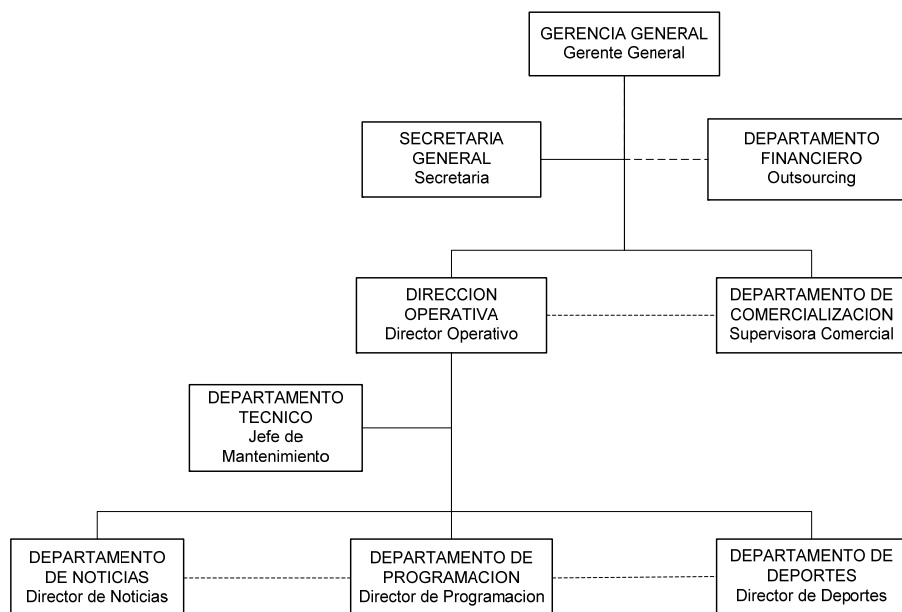 GERENCIA GENERAL
Gerente General
SECRETARIA
GENERAL
Secretaria
DEPARTAMENTO
FINANCIERO
Outsourcing
DIRECCION
OPERATIVA
Director Operativo
DEPARTAMENTO DE
COMERCIALIZACION
Supervisora Comercial
DEPARTAMENTO
TECNICO
Jefe de
Mantenimiento
DEPARTAMENTO
DE NOTICIAS
Director de Noticias
DEPARTAMENTO DE
PROGRAMACION
Director de Programacion
DEPARTAMENTO DE
DEPORTES
Director de Deportes